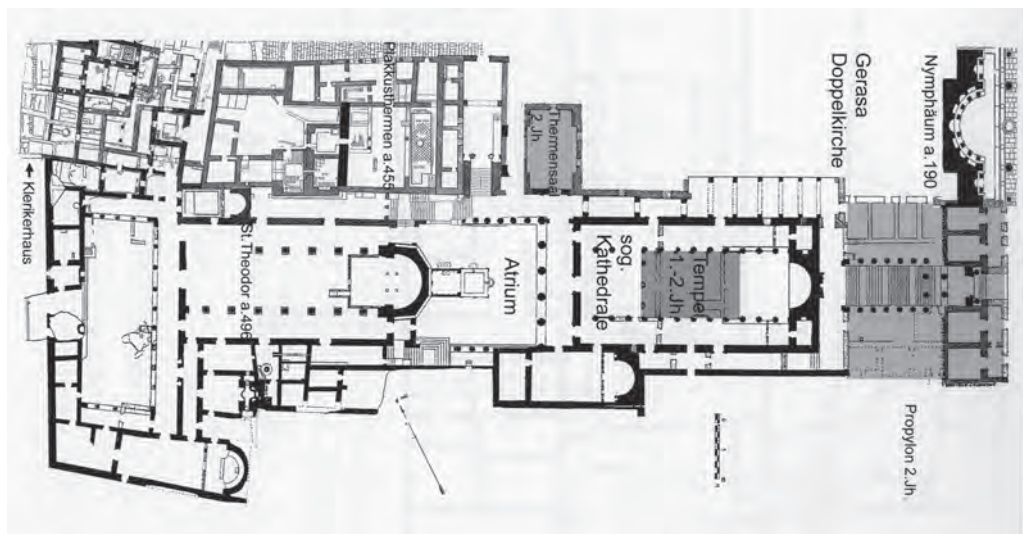 Gerasa
Doppelkirche
Nymphäum a.190
Propylon 2.Jh.
Thermensaal
2.Jh.
Plakkusthermen a.455
Tempel
1.-2.Jh.
sog.
Kathedrale
Atrium
St.Theodor a.496
Klerikerhaus